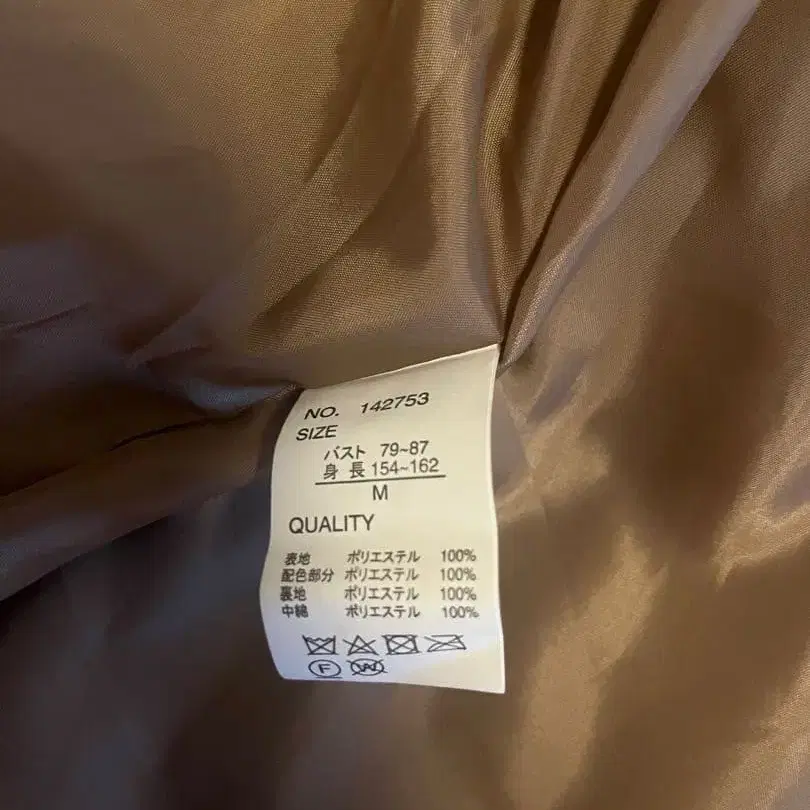 NO. 142753
SIZE
バスト 79~87
身長 154~162
M
QUALITY
表地 ポリエステル 100%
配色部分 ポリエステル 100%
裏地 ポリエステル 100%
中綿 ポリエステル 100%
F W